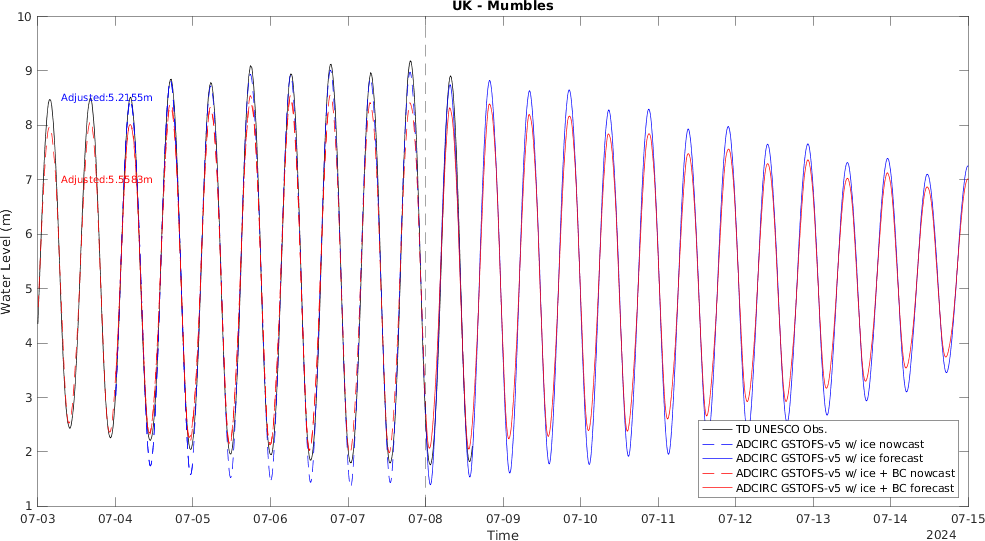 UK - Mumbles
10
9
8
7
6
5
4
3
2
1
Water Level (m)
Adjusted:5.2155m
Adjusted:5.5583m
TD UNESCO Obs.
ADCIRC GSTOFS-v5 w/ ice nowcast
ADCIRC GSTOFS-v5 w/ ice forecast
ADCIRC GSTOFS-v5 w/ ice + BC nowcast
ADCIRC GSTOFS-v5 w/ ice + BC forecast
07-03 07-04 07-05 07-06 07-07 07-08 07-09 07-10 07-11 07-12 07-13 07-14 07-15
Time
2024